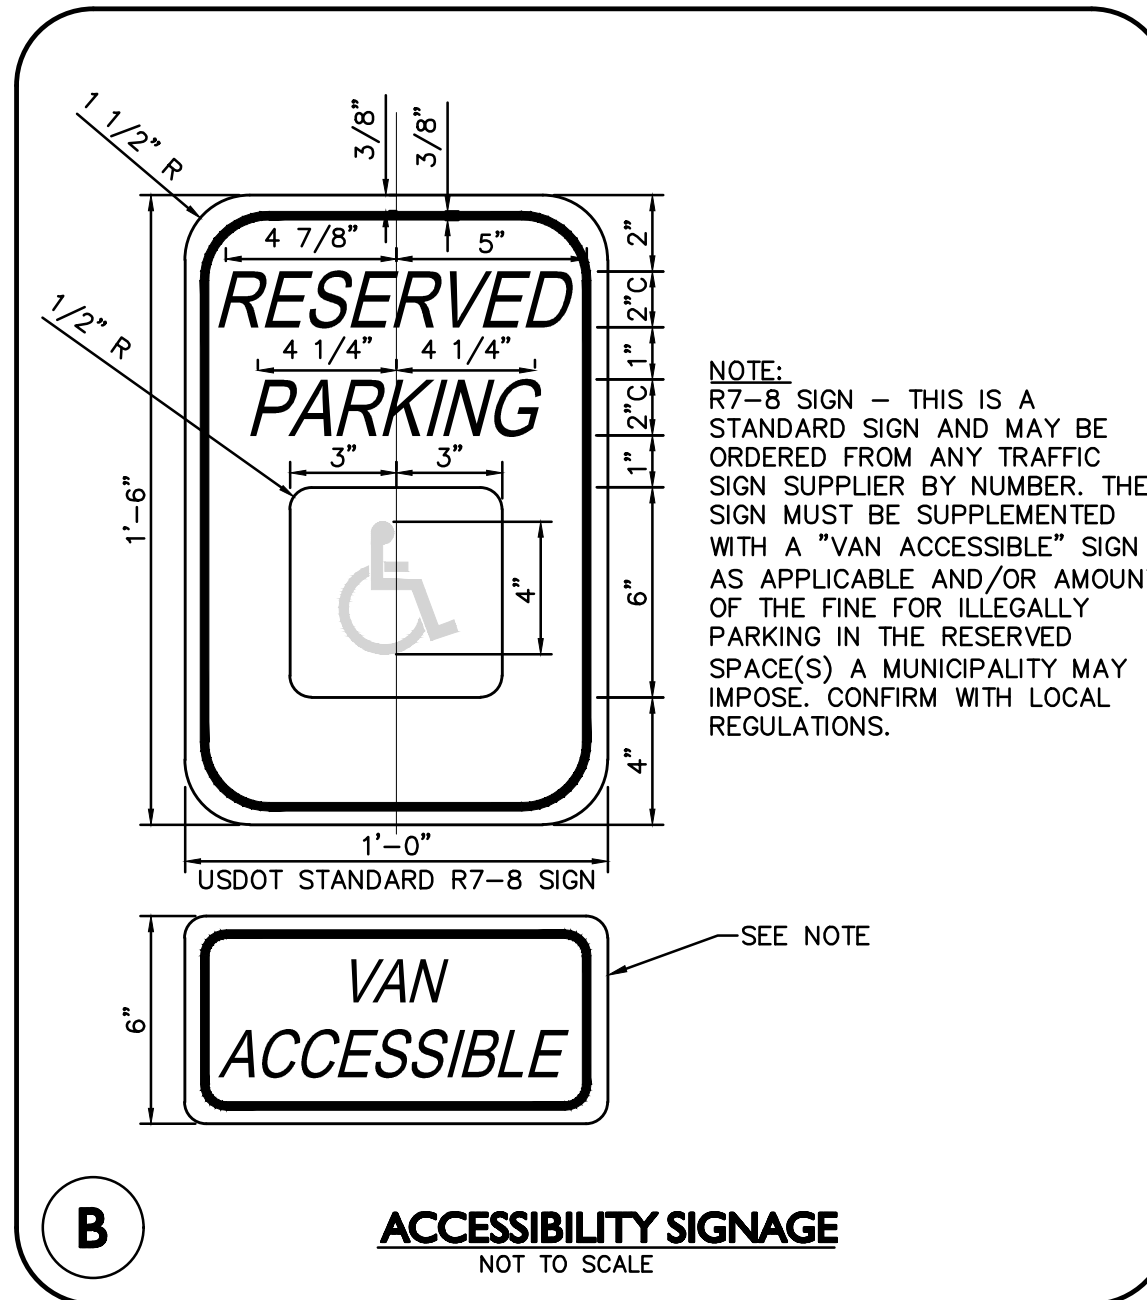 1 1/2" R
3/8"
3/8"
4 7/8"
5"
2"
RESERVED
2"C
1/2" R
4 1/4"
4 1/4"
1"
PARKING
2"C
3"
3"
1"
1'-6"
4"
6"
4"
1'-0"
USDOT STANDARD R7-8 SIGN
NOTE:
R7-8 SIGN - THIS IS A
STANDARD SIGN AND MAY BE
ORDERED FROM ANY TRAFFIC
SIGN SUPPLIER BY NUMBER. THE
SIGN MUST BE SUPPLEMENTED
WITH A "VAN ACCESSIBLE" SIGN
AS APPLICABLE AND/OR AMOUNT
OF THE FINE FOR ILLEGALLY
PARKING IN THE RESERVED
SPACE(S) A MUNICIPALITY MAY
IMPOSE. CONFIRM WITH LOCAL
REGULATIONS.
SEE NOTE
6"
VAN
ACCESSIBLE
B
ACCESSIBILITY SIGNAGE
NOT TO SCALE